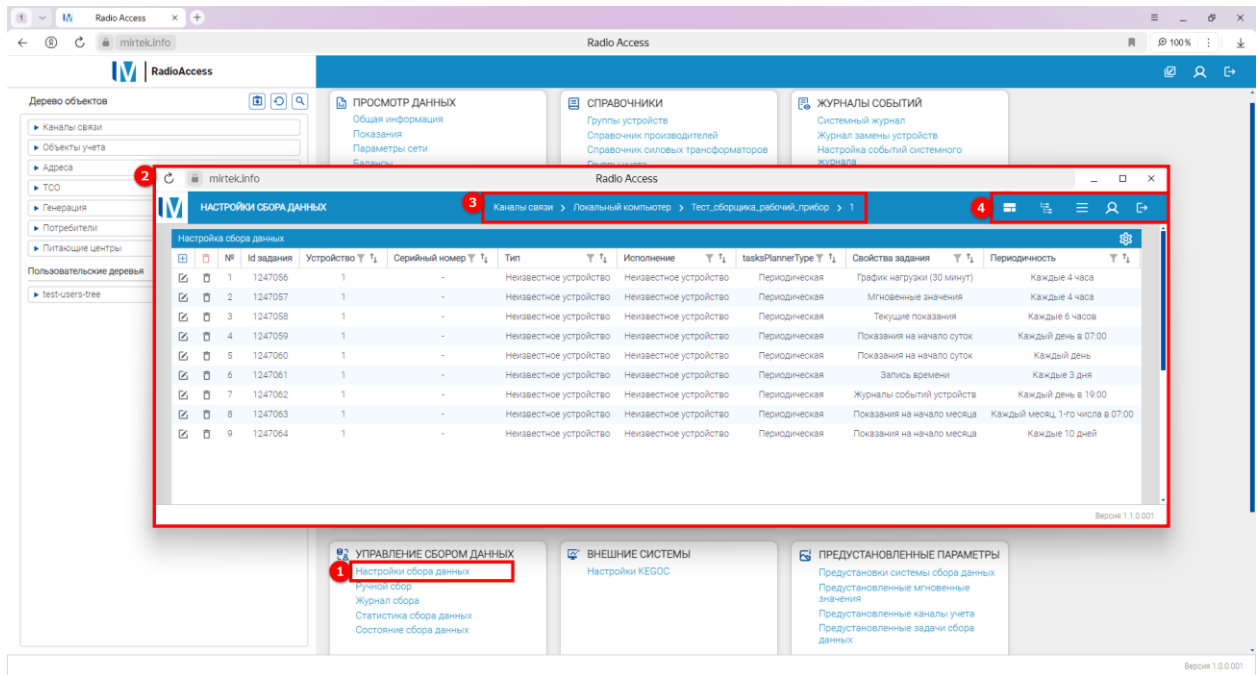 1
Radio Access
mirtek.info
Radio Access
100 %
RadioAccess
Дерево объектов
Каналы связи
Объекты учета
Адреса
ТСО
Генерация
Потребители
Питающие центры
Пользовательские деревья
test-users-tree
ПРОСМОТР ДАННЫХ
Общая информация
Показания
Параметры сети
Балансы
СПРАВОЧНИКИ
Группы устройств
Справочник производителей
Справочник силовых трансформаторов
Группы учета
ЖУРНАЛЫ СОБЫТИЙ
Системный журнал
Журнал замены устройств
Настройка событий системного
журнала
2
mirtek.info
Radio Access
НАСТРОЙКИ СБОРА ДАННЫХ
3
Каналы связи > Локальный компьютер > Тест_сборщика_рабочий_прибор > 1
4
Настройка сбора данных
№ Id задания Устройство Серийный номер Тип Исполнение tasksPlannerType Свойства задания Периодичность
1 1247056 1 - Неизвестное устройство Неизвестное устройство Периодическая График нагрузки (30 минут) Каждые 4 часа
2 1247057 1 - Неизвестное устройство Неизвестное устройство Периодическая Мгновенные значения Каждые 4 часа
3 1247058 1 - Неизвестное устройство Неизвестное устройство Периодическая Текущие показания Каждые 6 часов
4 1247059 1 - Неизвестное устройство Неизвестное устройство Периодическая Показания на начало суток Каждый день в 07:00
5 1247060 1 - Неизвестное устройство Неизвестное устройство Периодическая Показания на начало суток Каждый день
6 1247061 1 - Неизвестное устройство Неизвестное устройство Периодическая Запись времени Каждые 3 дня
7 1247062 1 - Неизвестное устройство Неизвестное устройство Периодическая Журналы событий устройств Каждый день в 19:00
8 1247063 1 - Неизвестное устройство Неизвестное устройство Периодическая Показания на начало месяца Каждый месяц, 1-го числа в 07:00
9 1247064 1 - Неизвестное устройство Неизвестное устройство Периодическая Показания на начало месяца Каждые 10 дней
Версия 1.1.0.001
УПРАВЛЕНИЕ СБОРОМ ДАННЫХ
1
Настройки сбора данных
Ручной сбор
Журнал сбора
Статистика сбора данных
Состояние сбора данных
ВНЕШНИЕ СИСТЕМЫ
Настройки KEGOC
ПРЕДУСТАНОВЛЕННЫЕ ПАРАМЕТРЫ
Предустановки системы сбора данных
Предустановленные мгновенные
значения
Предустановленные каналы учета
Предустановленные задачи сбора
данных
Версия 1.0.0.001